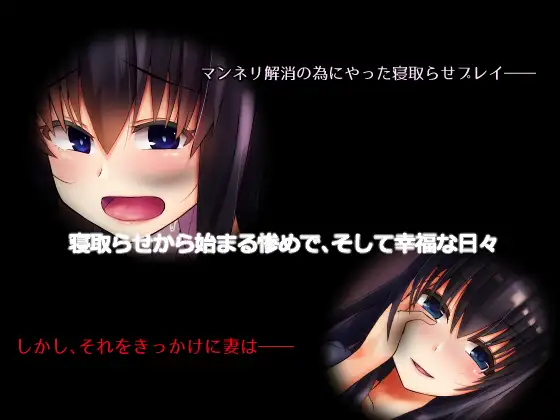 マンネリ解消の為にやった寝取らせプレイ――
寝取らせから始まる惨めで、そして幸福な日々
しかし、それをきっかけに妻は――